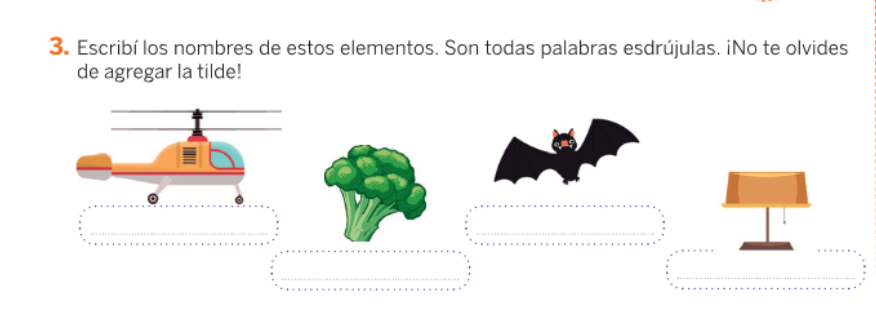 3. Escribí los nombres de estos elementos. Son todas palabras esdrújulas. ¡No te olvides
de agregar la tilde!